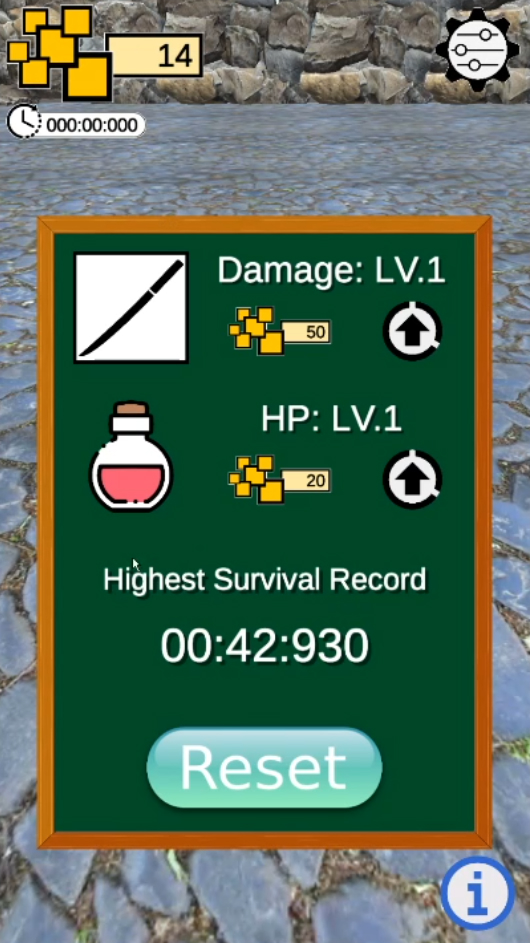 14
000:00:000
Damage: LV.1
50
HP: LV.1
20
Highest Survival Record
00:42:930
Reset
i